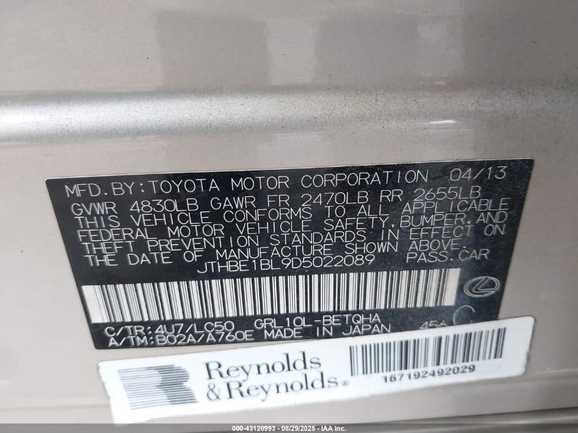 MFD.BY:TOYOTA MOTOR CORPORATION 04/13
GVWR 4830LB GAWR FR 2470LB RR 2655LB
THIS VEHICLE CONFORMS TO ALL APPLICABLE
FEDERAL MOTOR VEHICLE SAFETY,BUMPER,AND
THEFT PREVENTION STANDARDS IN EFFECT ON
THE DATE OF MANUFACTURE SHOWN ABOVE.
JTHBE1BL9D5022089 PASS.CAR
C/TR:4U7/LC50 GRL10L-BETQHA
A/TM:B02A/A760E MADE IN JAPAN 456 C
Reynolds
&Reynolds®
167192492029
000-43120993 - 08/29/2025 - IAA Inc.